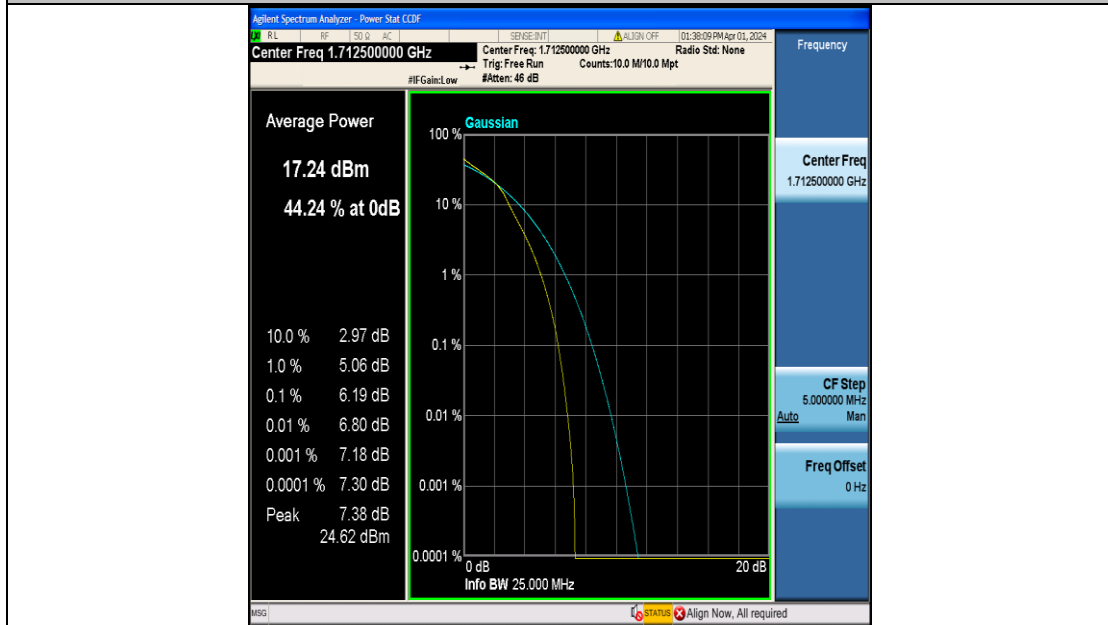 Agilent Spectrum Analyzer - Power Stat CCDF
RL RF 50 Ω AC SENSE:INT ALIGN OFF 01:38:09 PM Apr 01, 2024
Center Freq 1.712500000 GHz
Center Freq: 1.712500000 GHz Radio Std: None
Trig: Free Run Counts:10.0 M/10.0 Mpt
#IFGain:Low #Atten: 46 dB
Frequency
Average Power
17.24 dBm
44.24 % at 0dB
10.0 % 2.97 dB
1.0 % 5.06 dB
0.1 % 6.19 dB
0.01 % 6.80 dB
0.001 % 7.18 dB
0.0001 % 7.30 dB
Peak 7.38 dB
24.62 dBm
Gaussian
100 %
10 %
1 %
0.1 %
0.01 %
0.001 %
0.0001 %
0 dB 20 dB
Info BW 25.000 MHz
Center Freq
1.712500000 GHz
CF Step
5.000000 MHz
Auto Man
Freq Offset
0 Hz
MSG STATUS Align Now, All required